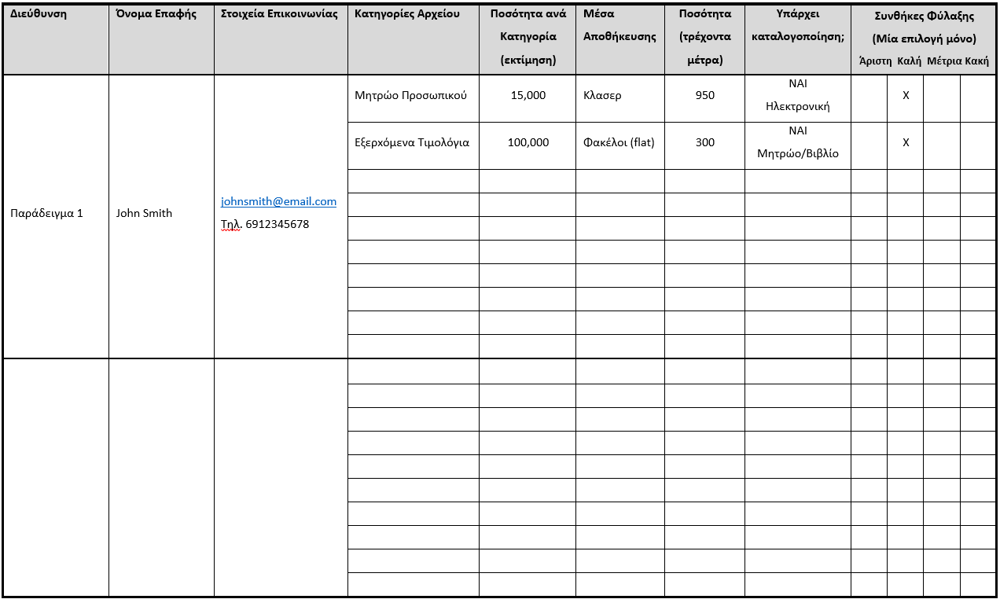 Διεύθυνση
Όνομα Επαφής
Στοιχεία Επικοινωνίας
Κατηγορίες Αρχείου
Ποσότητα ανά
Κατηγορία
(εκτίμηση)
Μέσα
Αποθήκευσης
Ποσότητα
(τρέχοντα
μέτρα)
Υπάρχει
καταλογοποίηση;
Συνθήκες Φύλαξης
(Μία επιλογή μόνο)
Άριστη Καλή Μέτρια Κακή
Παράδειγμα 1
John Smith
johnsmith@email.com
Τηλ. 6912345678
Μητρώο Προσωπικού
15,000
Κλασερ
950
ΝΑΙ
Ηλεκτρονική
X
Εξερχόμενα Τιμολόγια
100,000
Φακέλοι (flat)
300
ΝΑΙ
Μητρώο/Βιβλίο
X